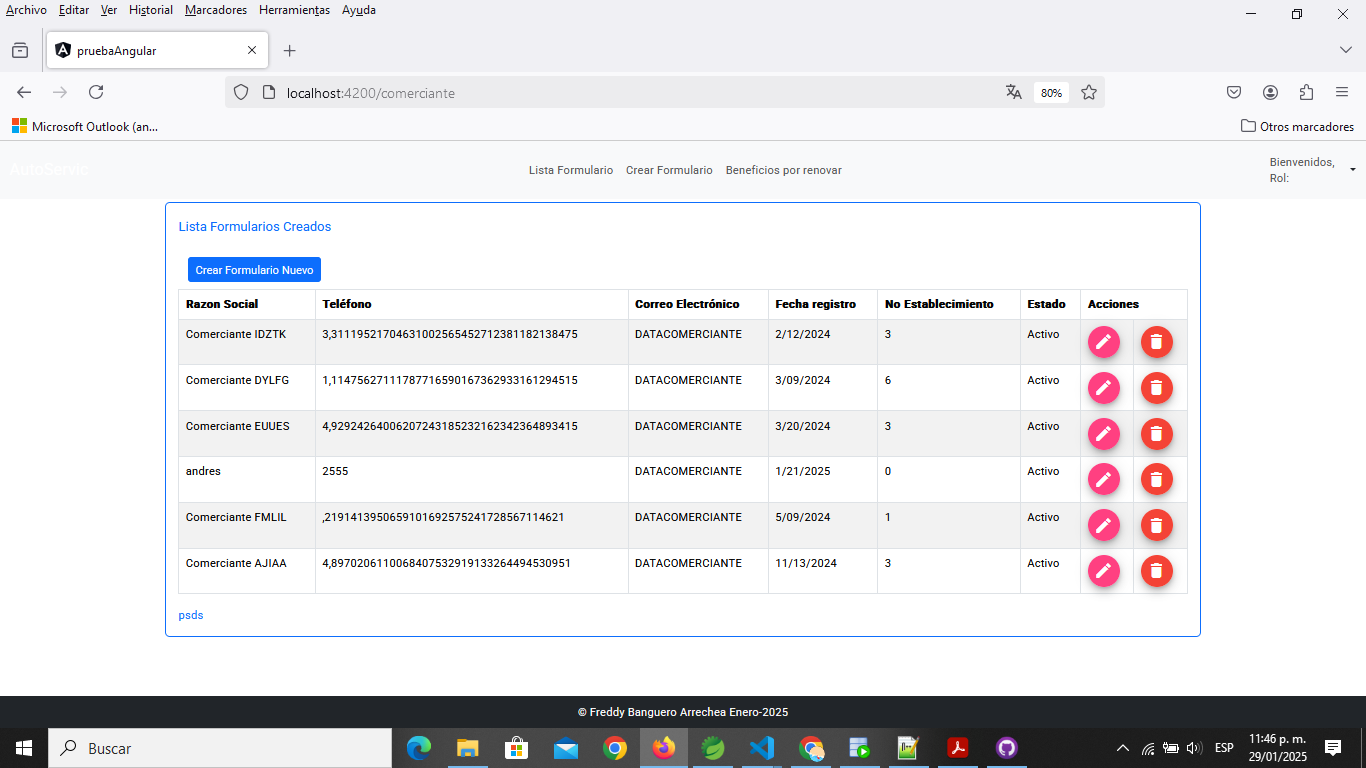 Archivo Editar Ver Historial Marcadores Herramientas Ayuda
pruebaAngular
localhost:4200/comerciante 80%
Microsoft Outlook (an... Otros marcadores
AutoServic Lista Formulario Crear Formulario Beneficios por renovar Bienvenidos,
Rol:
Lista Formularios Creados
Crear Formulario Nuevo
Razon Social Teléfono Correo Electrónico Fecha registro No Establecimiento Estado Acciones
Comerciante IDZTK 3,31119521704631002565452712381182138475 DATACOMERCIANTE 2/12/2024 3 Activo
Comerciante DYLFG 1,11475627111787716590167362933161294515 DATACOMERCIANTE 3/09/2024 6 Activo
Comerciante EUUES 4,92924264006207243185232162342364893415 DATACOMERCIANTE 3/20/2024 3 Activo
andres 2555 DATACOMERCIANTE 1/21/2025 0 Activo
Comerciante FMLIL ,219141395065910169257524172856711462​1 DATACOMERCIANTE 5/09/2024 1 Activo
Comerciante AJIAA 4,8970206110068407532919133264494530951 DATACOMERCIANTE 11/13/2024 3 Activo
psds
© Freddy Banguero Arrechea Enero-2025
Buscar ESP 11:46 p. m.
29/01/2025